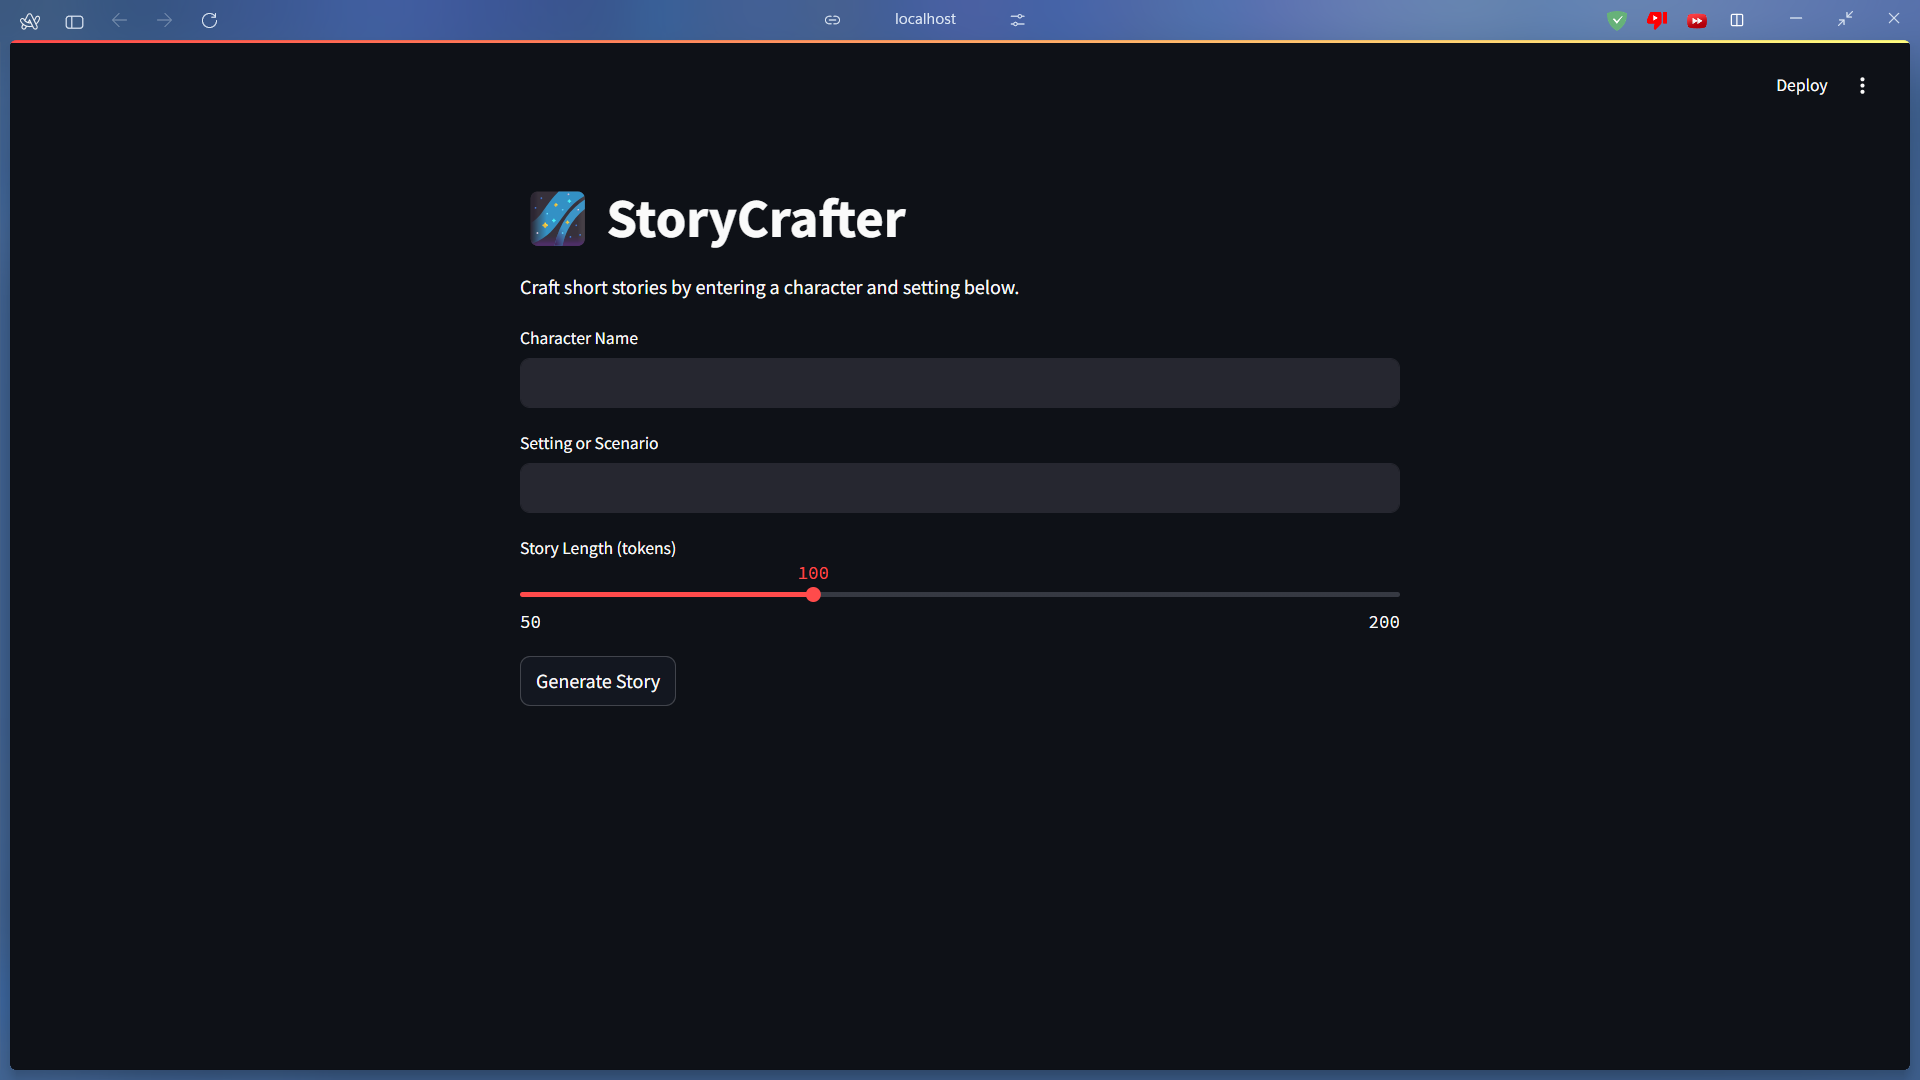 localhost
Deploy
StoryCrafter
Craft short stories by entering a character and setting below.
Character Name
Setting or Scenario
Story Length (tokens)
100
50 200
Generate Story